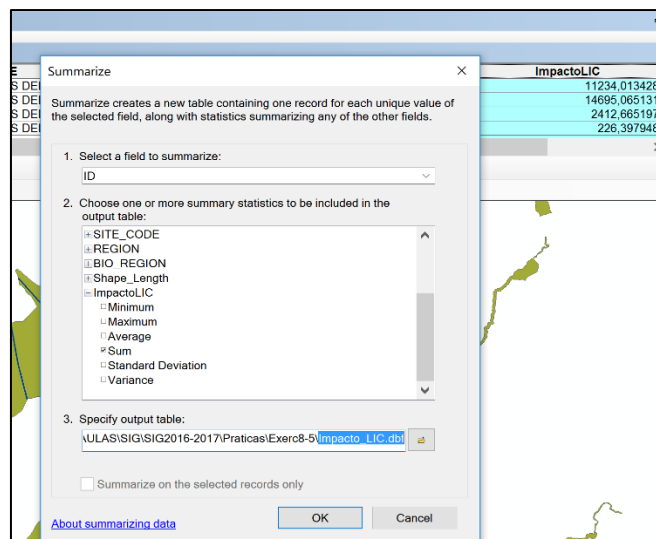 ImpactoLIC
11234,013428
14695,065131
2412,665197
226,397948
Summarize
Summarize creates a new table containing one record for each unique value of
the selected field, along with statistics summarizing any of the other fields.
1. Select a field to summarize:
ID
2. Choose one or more summary statistics to be included in the
output table:
SITE_CODE
REGION
BIO_REGION
Shape_Length
ImpactoLIC
Minimum
Maximum
Average
Sum
Standard Deviation
Variance
3. Specify output table:
\ULAS\SIG\SIG2016-2017\Praticas\Exerc8-5\Impacto_LIC.dbf
Summarize on the selected records only
About summarizing data
OK
Cancel